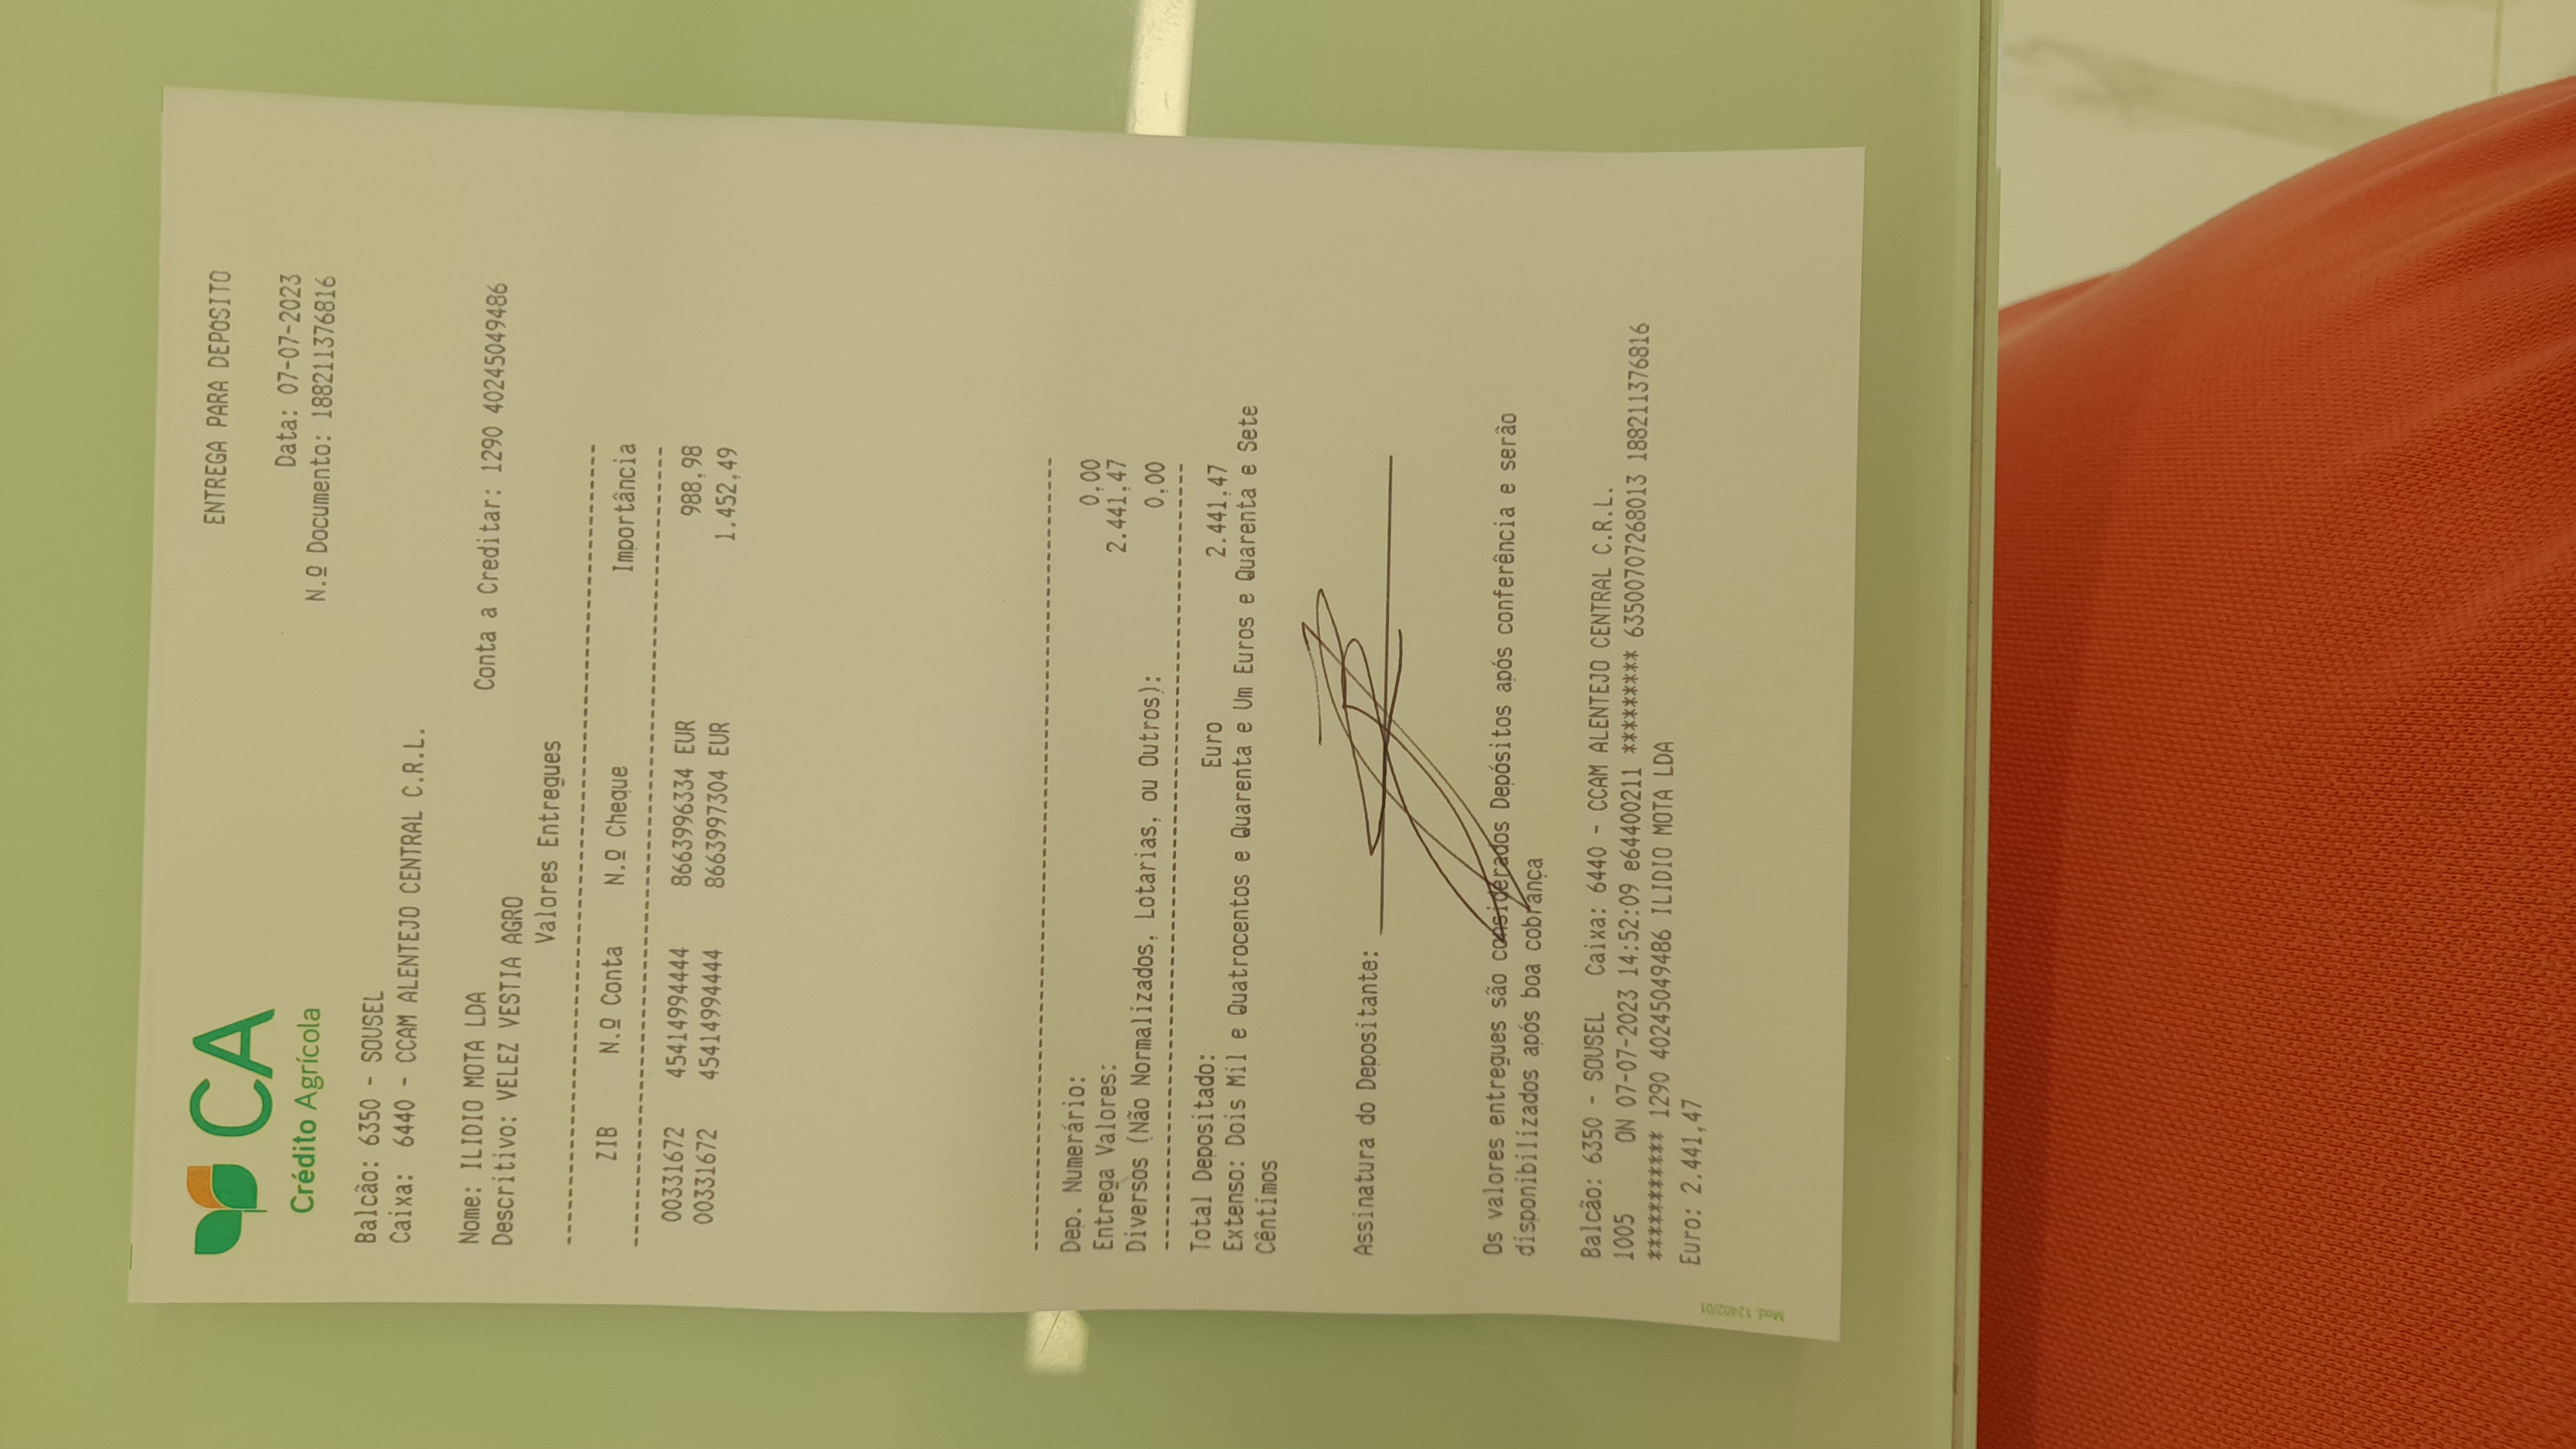 CA
Crédito Agrícola
ENTREGA PARA DEPOSITO
Data: 07-07-2023
N.º Documento: 188211376816
Balcão: 6350 - SOUSEL
Caixa: 6440 - CCAM ALENTEJO CENTRAL C.R.L.
Nome: ILIDIO MOTA LDA
Conta a Creditar: 1290 40245049486
Descritivo: VELEZ VESTIA AGRO
Valores Entregues
ZIB N.º Conta N.º Cheque Importância
00331672 45414994444 8663996334 EUR 988,98
00331672 45414994444 8663997304 EUR 1.452,49
Dep. Numerário: 0,00
Entrega Valores: 2.441,47
Diversos (Não Normalizados, Lotarias, ou Outros): 0,00
Total Depositado: Euro 2.441,47
Extenso: Dois Mil e Quatrocentos e Quarenta e Um Euros e Quarenta e Sete
Cêntimos
Assinatura do Depositante:
Os valores entregues são considerados Depósitos após conferência e serão
disponibilizados após boa cobrança
Balcão: 6350 - SOUSEL Caixa: 6440 - CCAM ALENTEJO CENTRAL C.R.L.
1005 ON 07-07-2023 14:52:09 e64400211 ********* 63500707268013 188211376816
*********** 1290 40245049486 ILIDIO MOTA LDA
Euro: 2.441,47
Mod. 12402/01